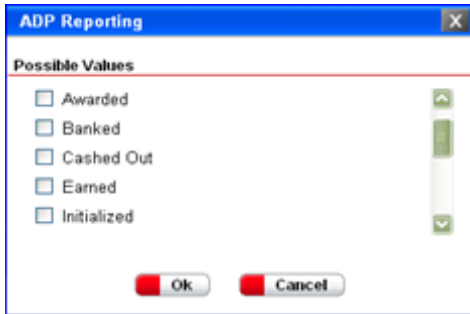 ADP Reporting
X
Possible Values
Awarded
Banked
Cashed Out
Earned
Initialized
Ok
Cancel